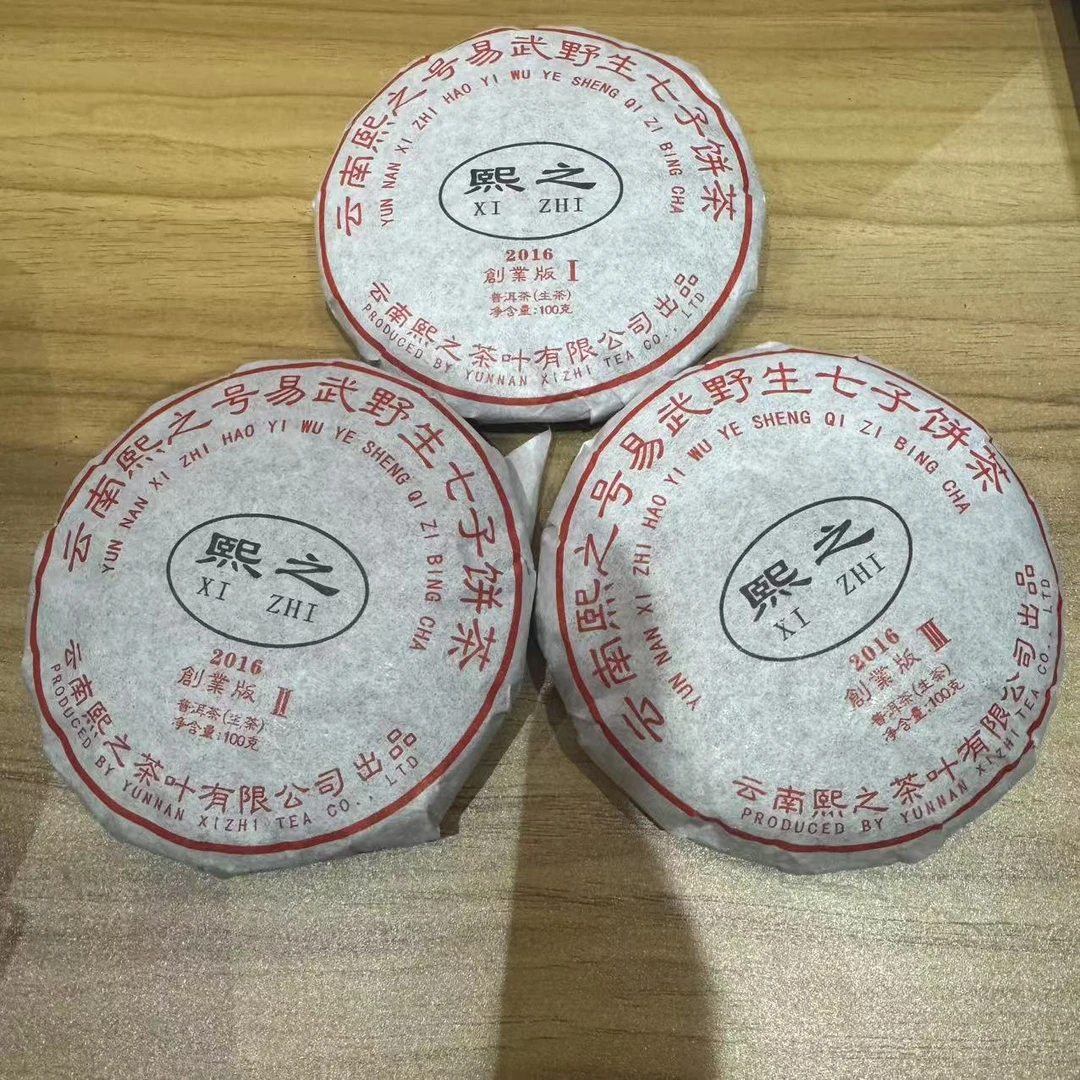 云南熙之号易武野生七子饼茶
YUN NAN XI ZHI HAO YI WU YE SHENG QI ZI BING CHA
熙之
XI ZHI
2016
創業版 I
普洱茶(生茶)
净含量:100克
云南熙之茶叶有限公司出品
PRODUCED BY YUNNAN XIZHI TEA CO., LTD
云南熙之号易武野生七子饼茶
YUN NAN XI ZHI HAO YI WU YE SHENG QI ZI BING CHA
熙之
XI ZHI
2016
創業版 II
普洱茶(生茶)
净含量:100克
云南熙之茶叶有限公司出品
PRODUCED BY YUNNAN XIZHI TEA CO., LTD
云南熙之号易武野生七子饼茶
YUN NAN XI ZHI HAO YI WU YE SHENG QI ZI BING CHA
熙之
XI ZHI
2016
創業版 III
普洱茶(生茶)
净含量:100克
云南熙之茶叶有限公司出品
PRODUCED BY YUNNAN XIZHI TEA CO., LTD